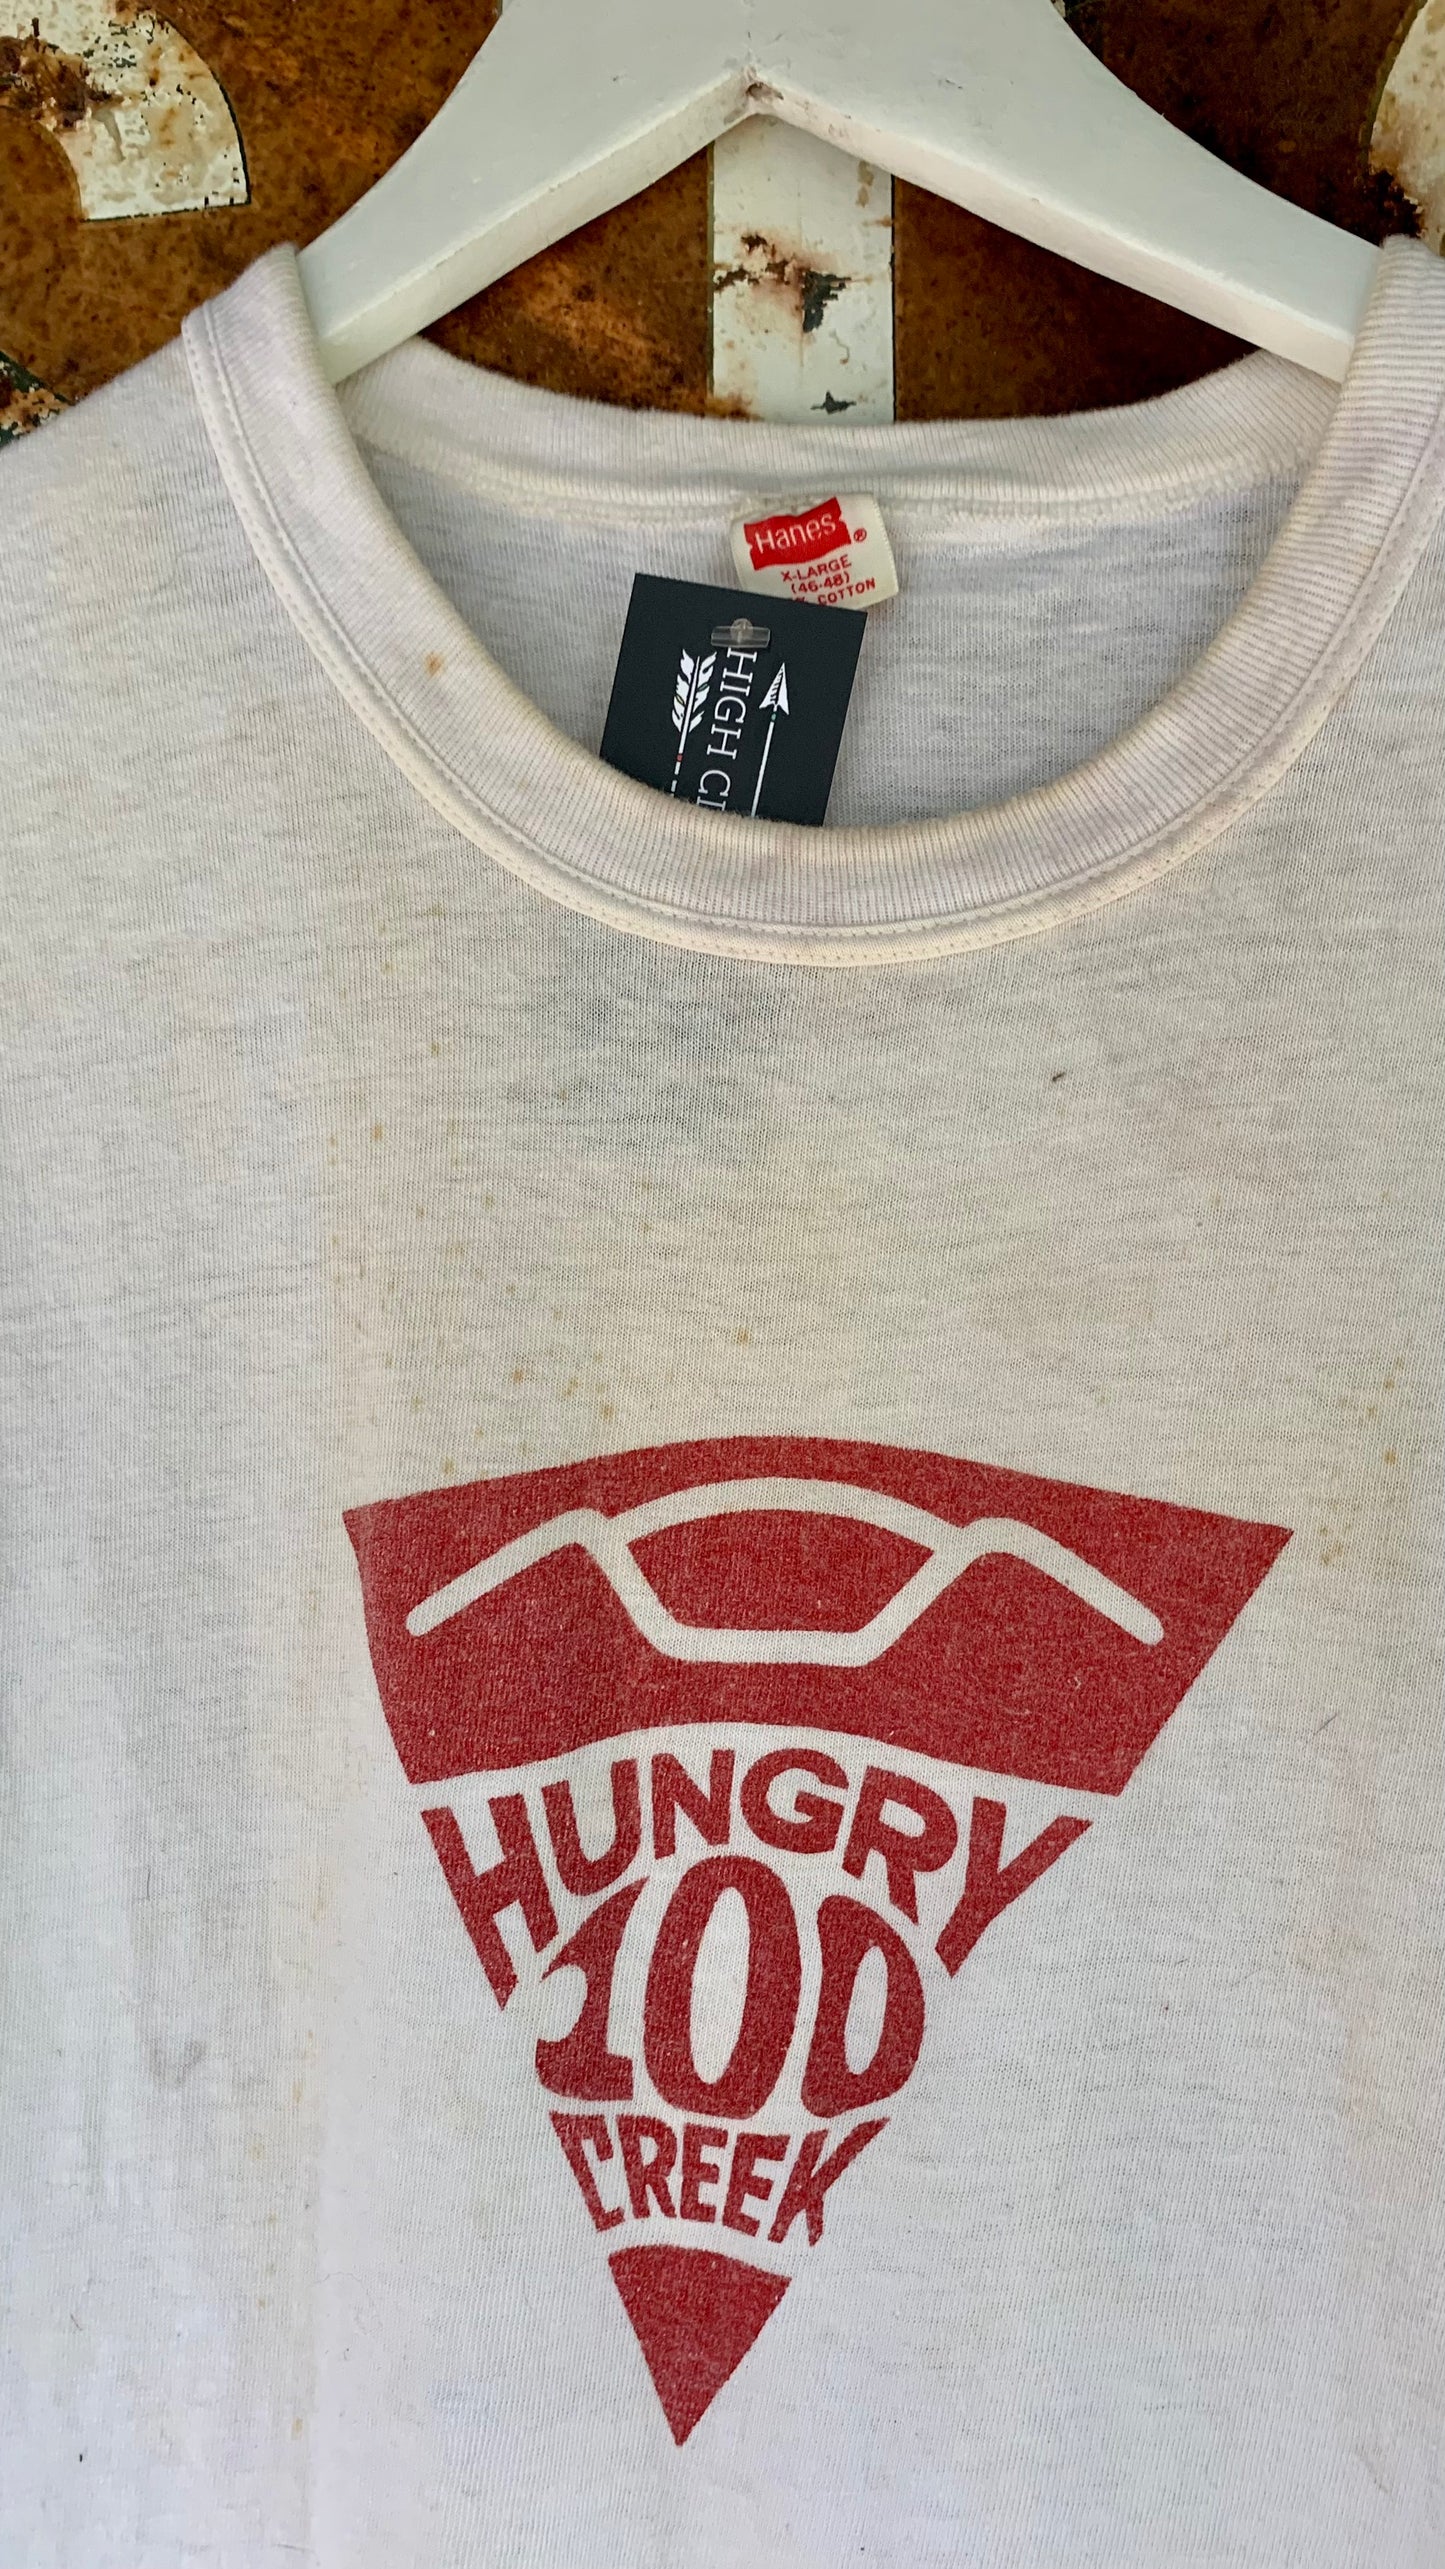 Hanes®
X-LARGE
(46-48)
% COTTON
HIGH
HUNGRY
100
CREEK